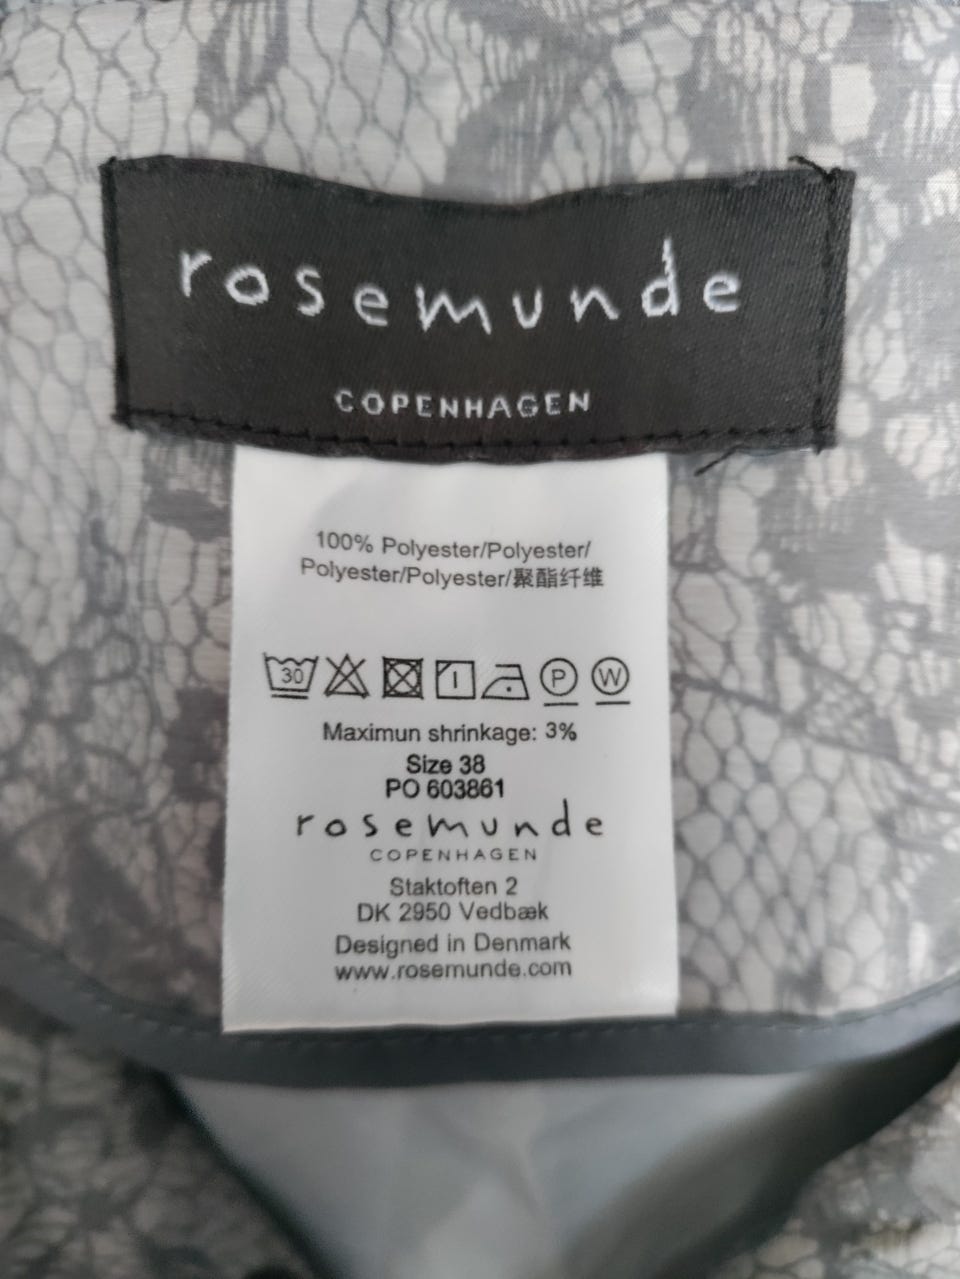 rosemunde
COPENHAGEN
100% Polyester/Polyester/
Polyester/Polyester/聚酯纤维
30 P W
Maximun shrinkage: 3%
Size 38
PO 603861
rosemunde
COPENHAGEN
Staktoften 2
DK 2950 Vedbæk
Designed in Denmark
www.rosemunde.com